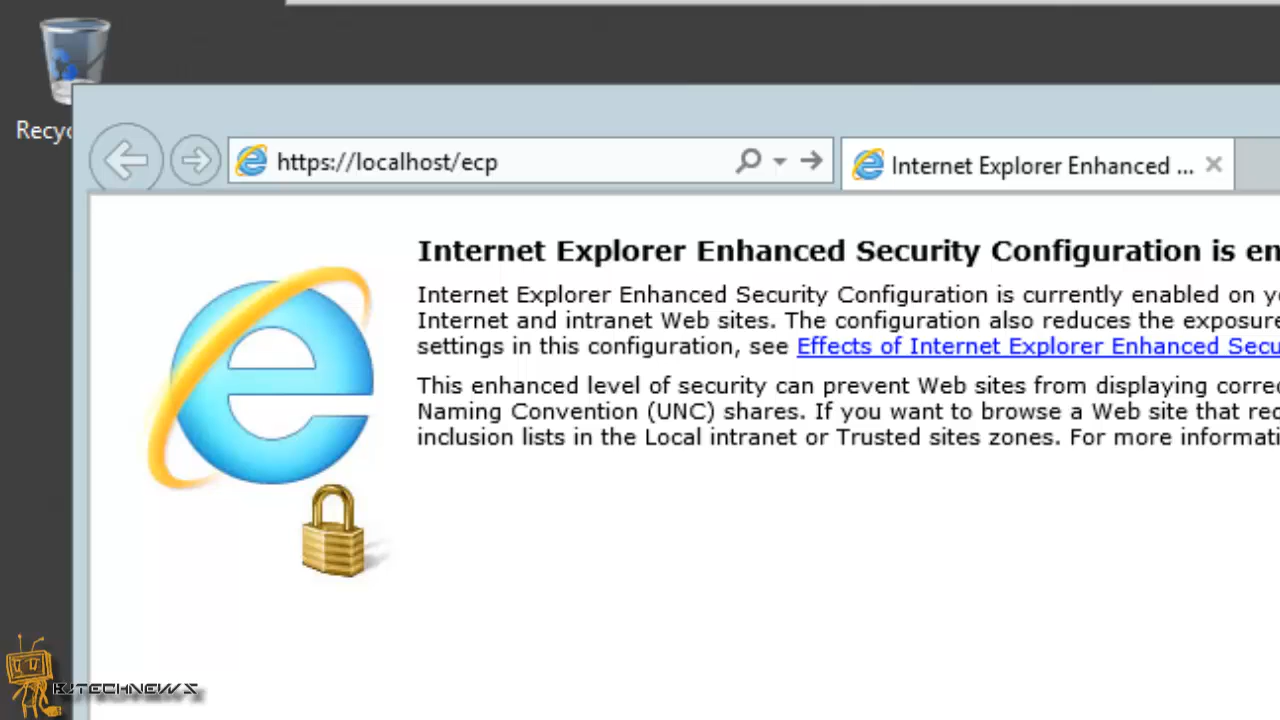 Recyc
https://localhost/ecp
Internet Explorer Enhanced ...
Internet Explorer Enhanced Security Configuration is en
Internet Explorer Enhanced Security Configuration is currently enabled on yo
Internet and intranet Web sites. The configuration also reduces the exposure
settings in this configuration, see Effects of Internet Explorer Enhanced Secu
This enhanced level of security can prevent Web sites from displaying correc
Naming Convention (UNC) shares. If you want to browse a Web site that req
inclusion lists in the Local intranet or Trusted sites zones. For more informati
BJTECHNEWS